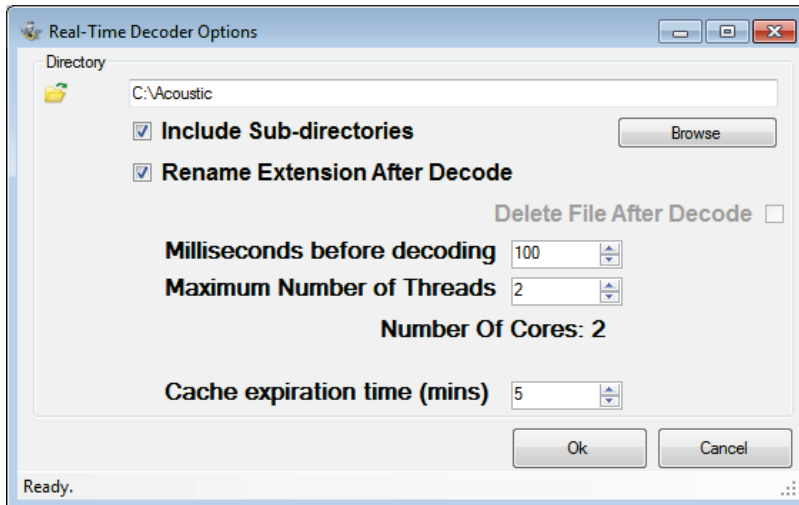 Real-Time Decoder Options
Directory
C:\Acoustic
Include Sub-directories
Browse
Rename Extension After Decode
Delete File After Decode
Milliseconds before decoding 100
Maximum Number of Threads 2
Number Of Cores: 2
Cache expiration time (mins) 5
Ok Cancel
Ready.